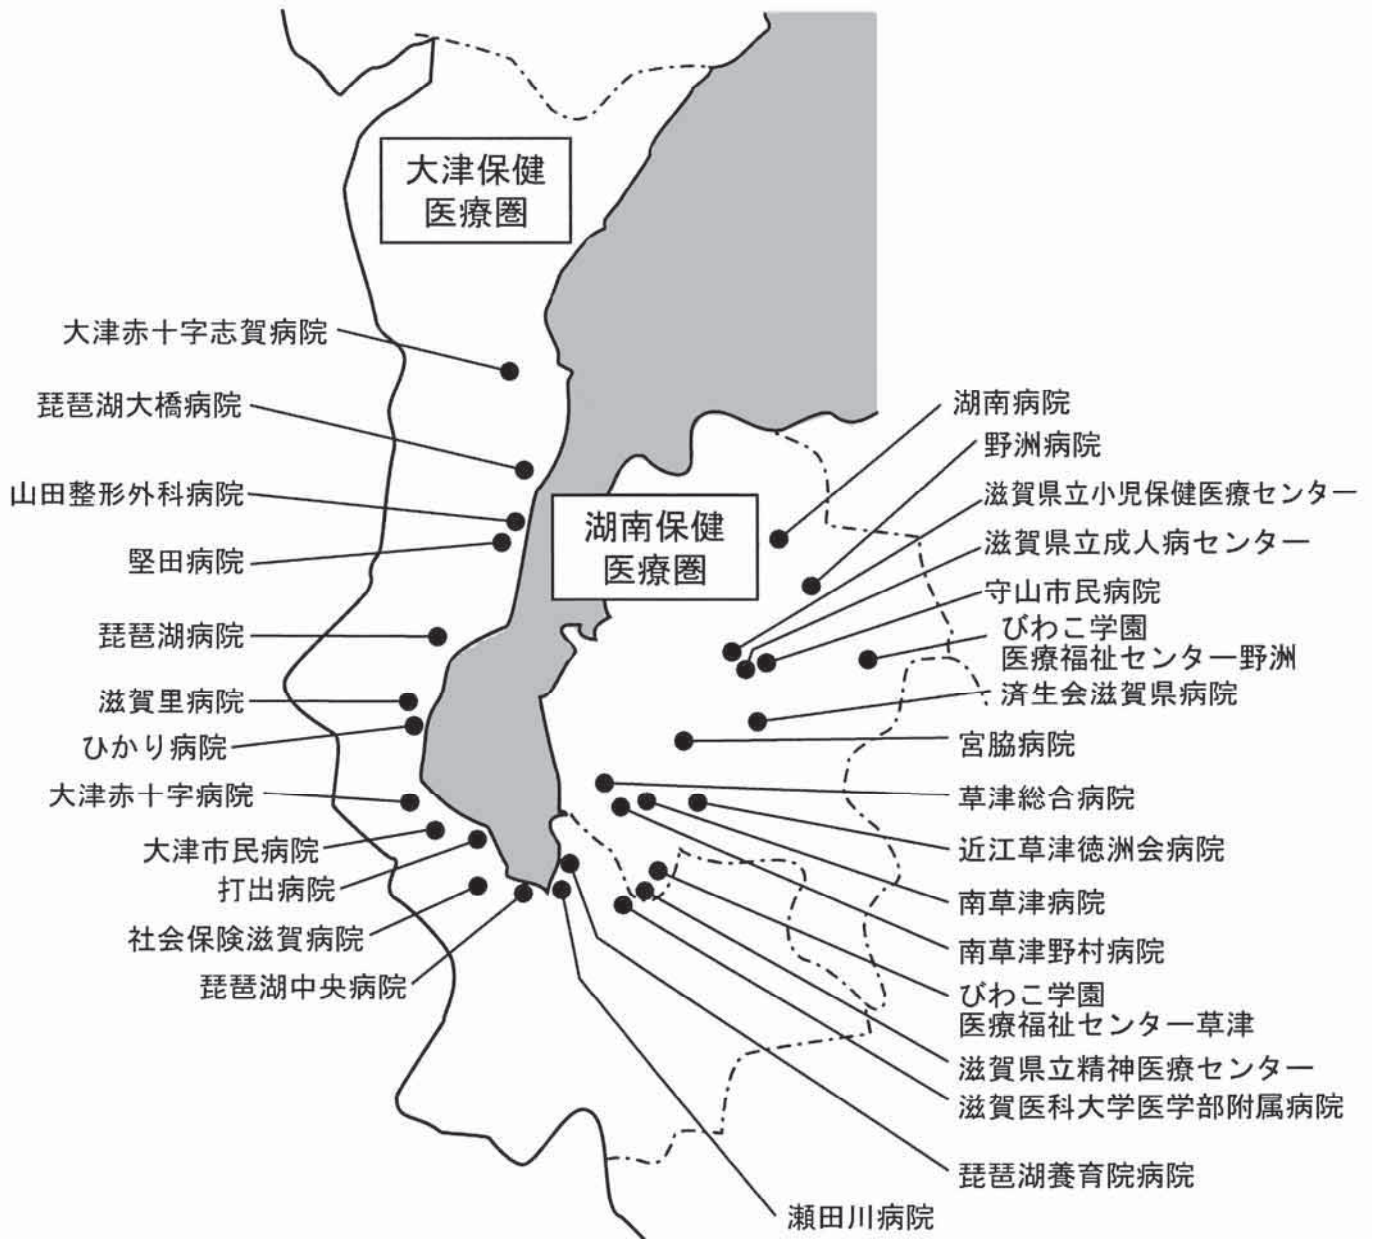 大津保健
医療圏
大津赤十字志賀病院
琵琶湖大橋病院
山田整形外科病院
堅田病院
琵琶湖病院
滋賀里病院
ひかり病院
大津赤十字病院
大津市民病院
打出病院
社会保険滋賀病院
琵琶湖中央病院
湖南保健
医療圏
湖南病院
野洲病院
滋賀県立小児保健医療センター
滋賀県立成人病センター
守山市民病院
びわこ学園
医療福祉センター野洲
済生会滋賀県病院
宮脇病院
草津総合病院
近江草津徳洲会病院
南草津病院
南草津野村病院
びわこ学園
医療福祉センター草津
滋賀県立精神医療センター
滋賀医科大学医学部附属病院
琵琶湖養育院病院
瀬田川病院